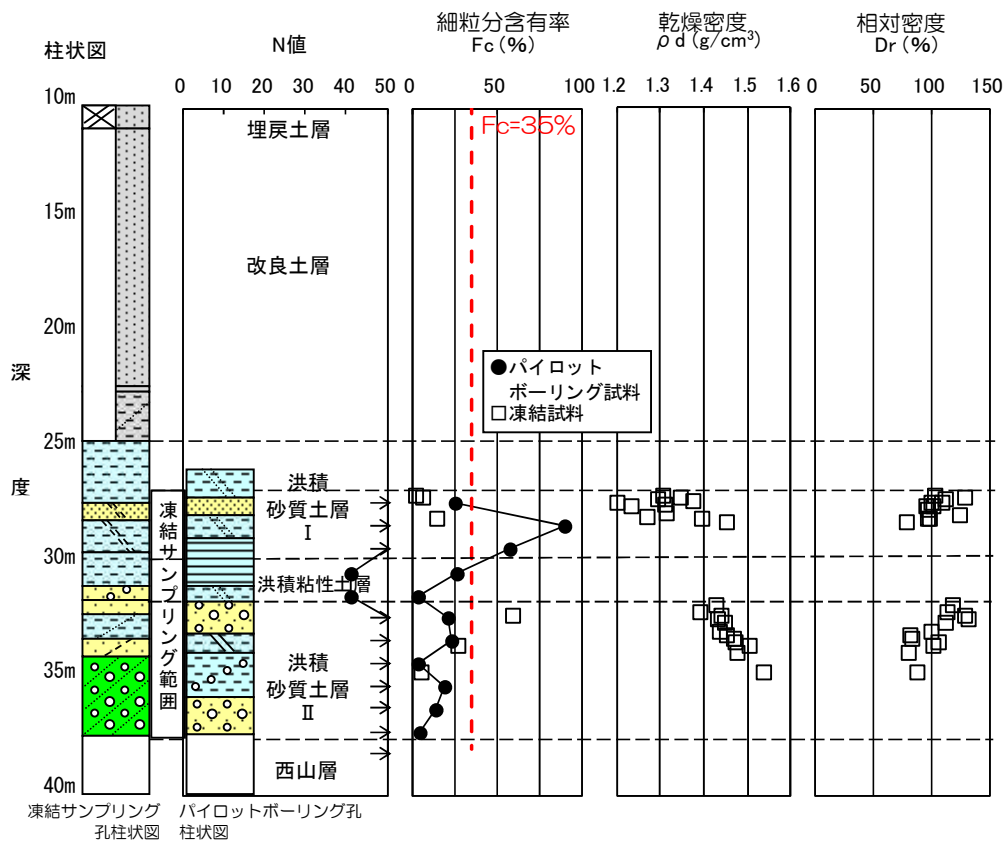 柱状図
N値
細粒分含有率
Fc (%)
乾燥密度
ρd (g/cm³)
相対密度
Dr (%)
0 10 20 30 40 50
0 50 100
1.2 1.3 1.4 1.5 1.6
0 50 100 150
10m
15m
20m
25m
30m
35m
40m
深
度
埋戻土層
Fc=35%
改良土層
●パイロット
ボーリング試料
□凍結試料
洪積
砂質土層
I
洪積粘性土層
洪積
砂質土層
II
西山層
凍結サンプリング範囲
凍結サンプリング
孔柱状図
パイロットボーリング孔
柱状図